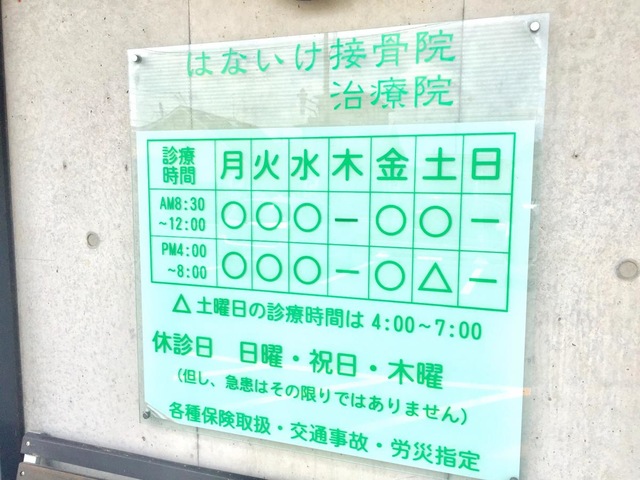 はないけ接骨院
治療院
診療時間 月 火 水 木 金 土 日
AM8:30～12:00 ○ ○ ○ ー ○ ○ ー
PM4:00～8:00 ○ ○ ○ ー ○ △ ー
△土曜日の診療時間は4:00～7:00
休診日 日曜・祝日・木曜
(但し、急患はその限りではありません)
各種保険取扱・交通事故・労災指定